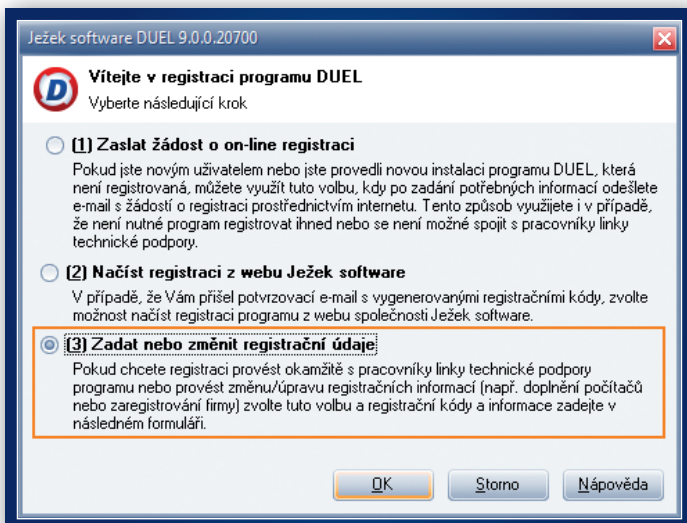 Ježek software DUEL 9.0.0.20700
D
Vítejte v registraci programu DUEL
Vyberte následující krok
(1) Zaslat žádost o on-line registraci
Pokud jste novým uživatelem nebo jste provedli novou instalaci programu DUEL, která
není registrovaná, můžete využít tuto volbu, kdy po zadání potřebných informací odešlete
e-mail s žádostí o registraci prostřednictvím internetu. Tento způsob využijete i v případě,
že není nutné program registrovat ihned nebo se není možné spojit s pracovníky linky
technické podpory.
(2) Načíst registraci z webu Ježek software
V případě, že Vám přišel potvrzovací e-mail s vygenerovanými registračními kódy, zvolte
možnost načíst registraci programu z webu společnosti Ježek software.
(3) Zadat nebo změnit registrační údaje
Pokud chcete registraci provést okamžitě s pracovníky linky technické podpory
programu nebo provést změnu/úpravu registračních informací (např. doplnění počítačů
nebo zaregistrování firmy) zvolte tuto volbu a registrační kódy a informace zadejte v
následném formuláři.
OK
Storno
Nápověda